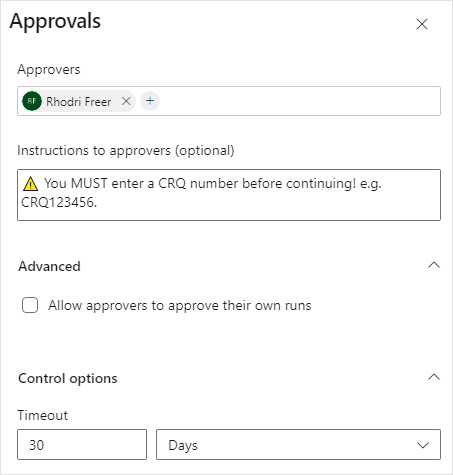 Approvals
Approvers
RF Rhodri Freer
Instructions to approvers (optional)
⚠️ You MUST enter a CRQ number before continuing! e.g.
CRQ123456.
Advanced
Allow approvers to approve their own runs
Control options
Timeout
30 Days